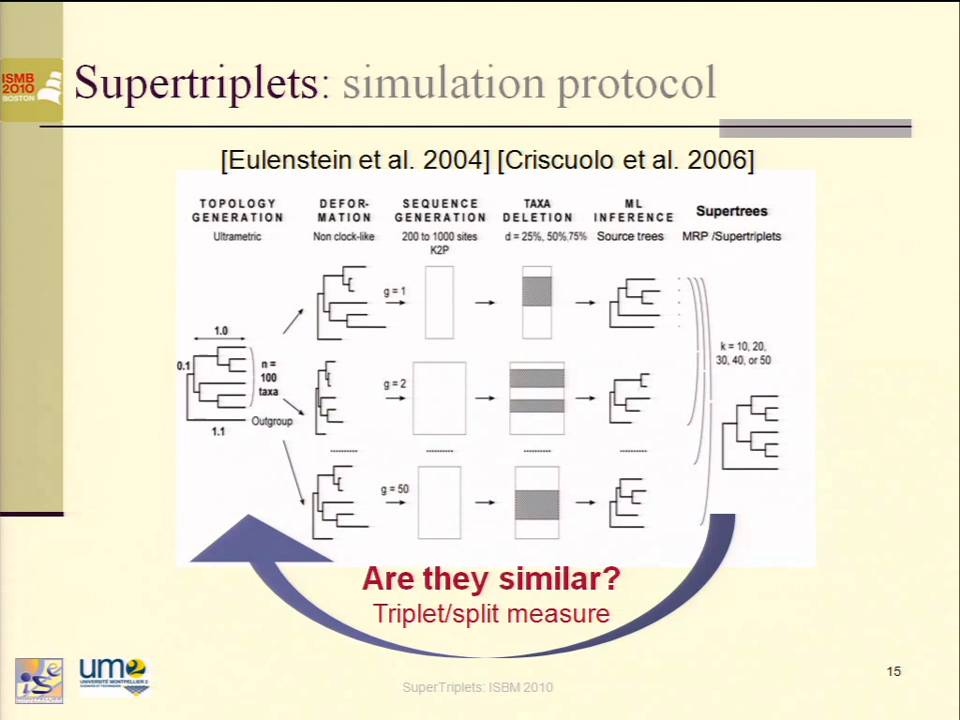 ISMB
2010
BOSTON
Supertriplets: simulation protocol
[Eulenstein et al. 2004] [Criscuolo et al. 2006]
TOPOLOGY
GENERATION
Ultrametric
DEFOR-
MATION
Non clock-like
SEQUENCE
GENERATION
200 to 1000 sites
K2P
TAXA
DELETION
d = 25%, 50%,75%
ML
INFERENCE
Source trees
Supertrees
MRP /Supertriplets
g = 1
1.0
0.1
n =
100
taxa
Outgroup
1.1
g = 2
k = 10, 20,
30, 40, or 50
g = 50
Are they similar?
Triplet/split measure
um2
UNIVERSITÉ MONTPELLIER 2
SCIENCES ET TECHNIQUES
SuperTriplets: ISBM 2010
15